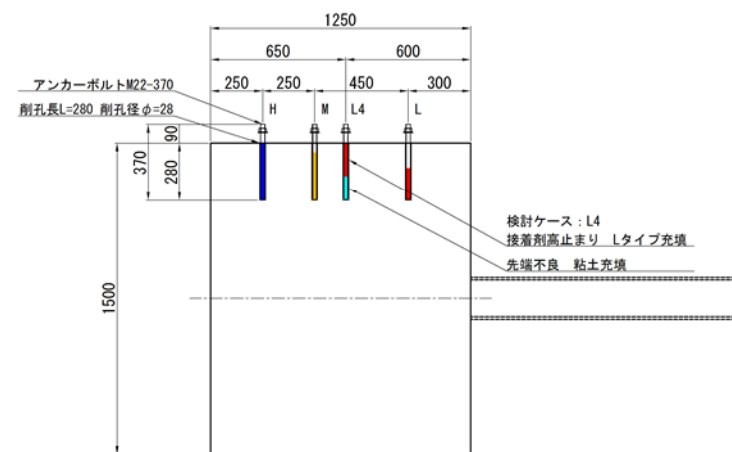 1250
650 600
250 250 450 300
アンカーボルトM22-370
削孔長L=280 削孔径φ=28
H M L4 L
90
370
280
検討ケース：L4
接着剤高止まり Lタイプ充填
先端不良 粘土充填
1500